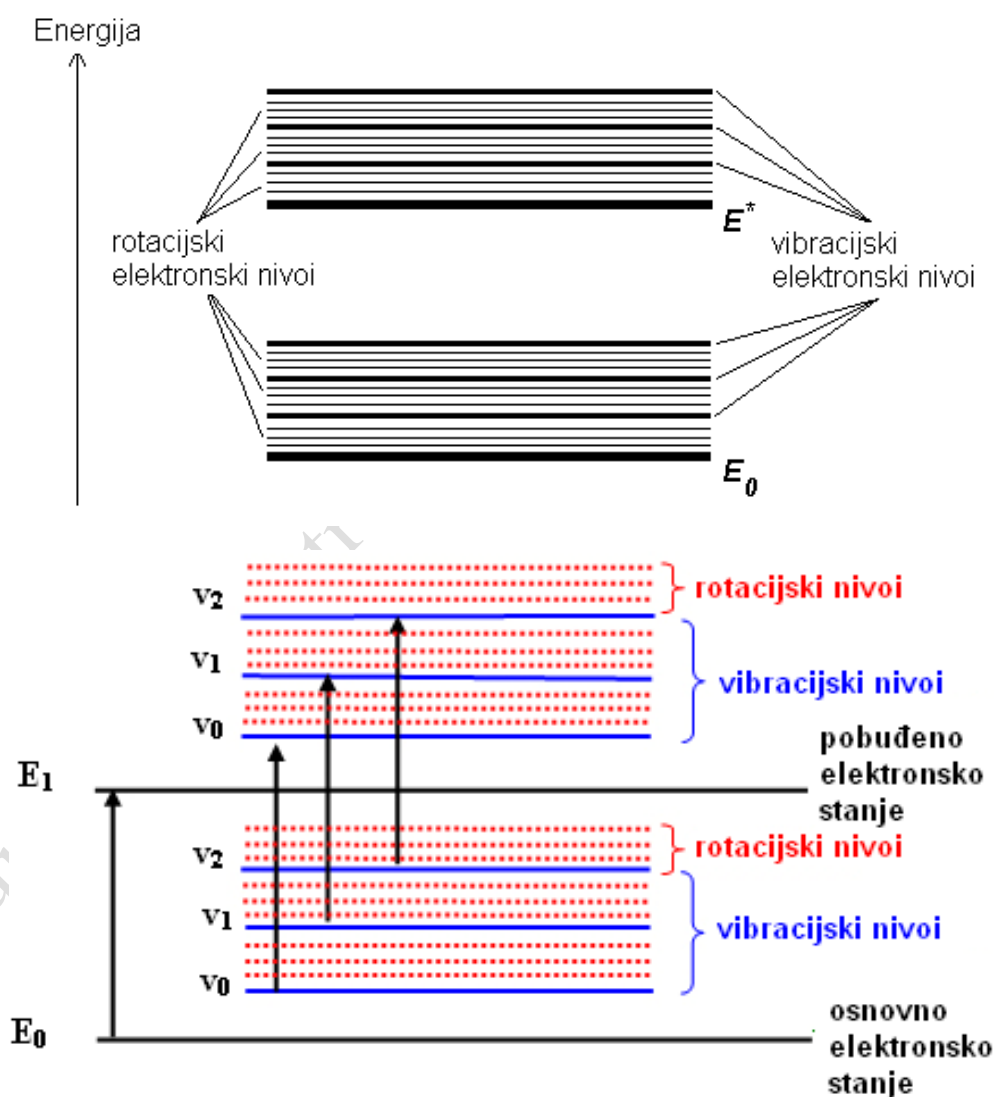 Energija
E*
rotacijski
elektronski nivoi
vibracijski
elektronski nivoi
E0
v2
rotacijski nivoi
v1
vibracijski nivoi
v0
pobuđeno
E1
elektronsko
stanje
v2
rotacijski nivoi
v1
vibracijski nivoi
v0
osnovno
E0
elektronsko
stanje